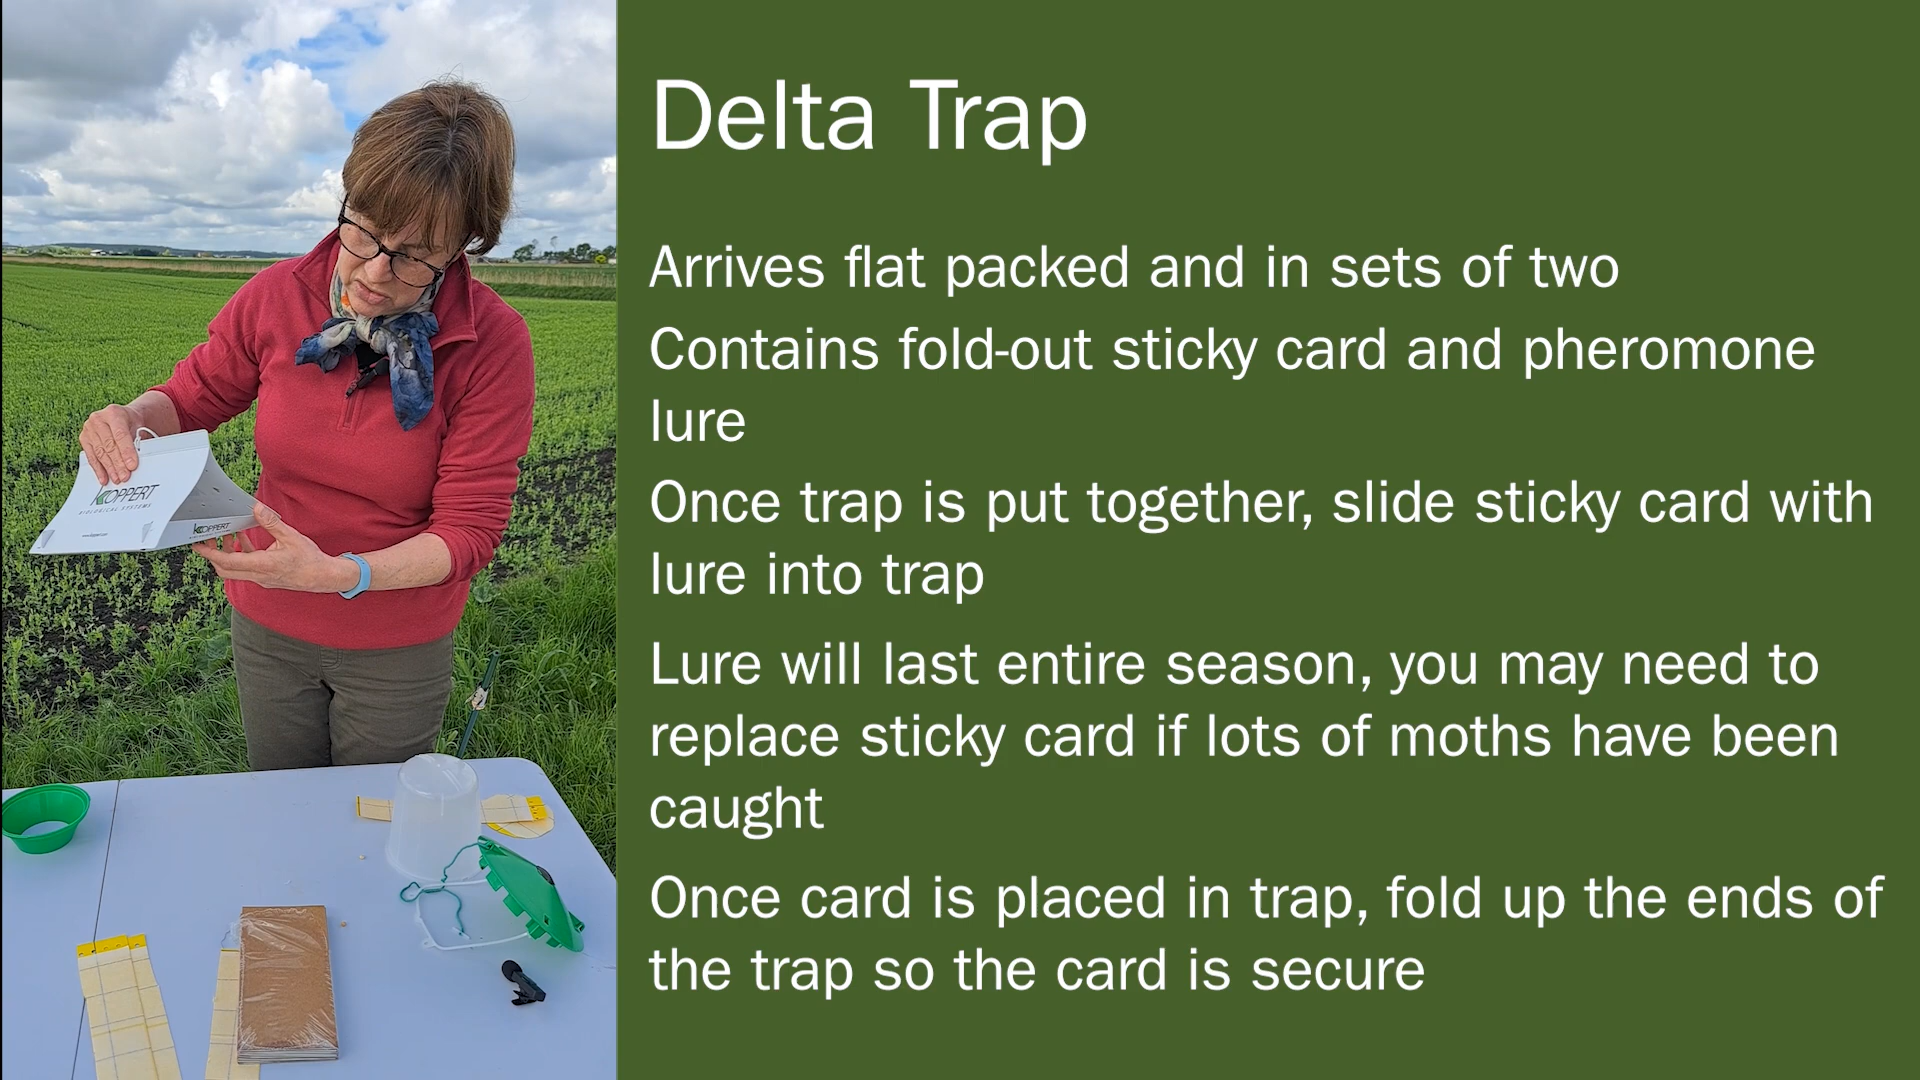 Delta Trap
Arrives flat packed and in sets of two
Contains fold-out sticky card and pheromone
lure
Once trap is put together, slide sticky card with
lure into trap
Lure will last entire season, you may need to
replace sticky card if lots of moths have been
caught
Once card is placed in trap, fold up the ends of
the trap so the card is secure
KOPPERT
BIOLOGICAL SYSTEMS
KOPPERT